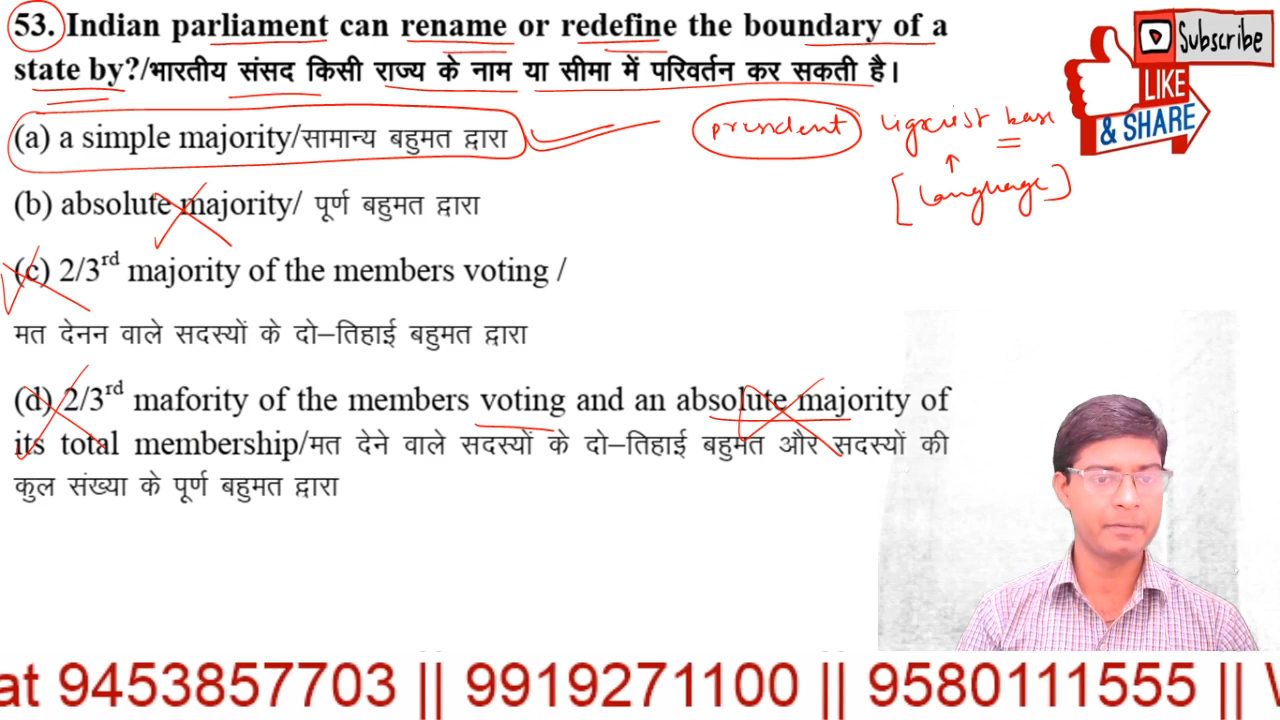 53. Indian parliament can rename or redefine the boundary of a
state by?/भारतीय संसद किसी राज्य के नाम या सीमा में परिवर्तन कर सकती है।
(a) a simple majority/सामान्य बहुमत द्वारा
(b) absolute majority/ पूर्ण बहुमत द्वारा
(c) 2/3rd majority of the members voting /
मत देनन वाले सदस्यों के दो–तिहाई बहुमत द्वारा
(d) 2/3rd maformity of the members voting and an absolute majority of
its total membership/मत देने वाले सदस्यों के दो–तिहाई बहुमत और सदस्यों की
कुल संख्या के पूर्ण बहुमत द्वारा
base
[language]
Subscribe
LIKE
& SHARE
at 9453857703 || 9919271100 || 9580111555 ||